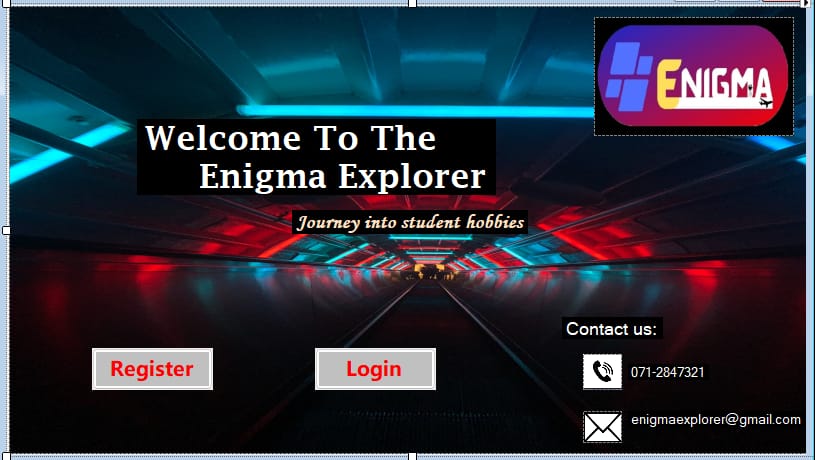 ENIGMA
Welcome To The
Enigma Explorer
Journey into student hobbies
Contact us:
Register
Login
071-2847321
enigmaexplorer@gmail.com